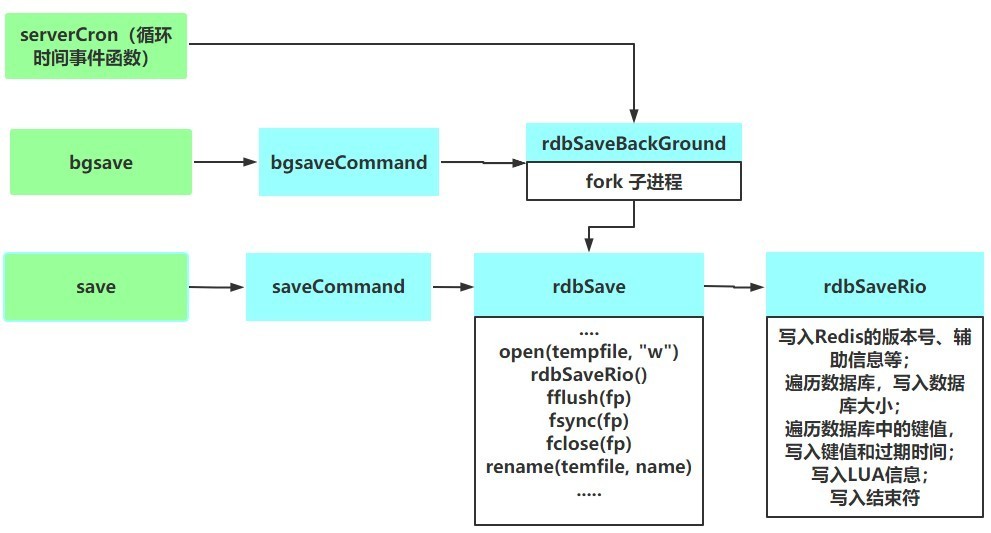 serverCron（循环
时间事件函数）
bgsave
bgsaveCommand
rdbSaveBackGround
fork 子进程
save
saveCommand
rdbSave
rdbSaveRio
....
open(tempfile, "w")
rdbSaveRio()
fflush(fp)
fsync(fp)
fclose(fp)
rename(temfile, name)
.....
写入Redis的版本号、辅
助信息等；
遍历数据库，写入数据
库大小；
遍历数据库中的键值，
写入键值和过期时间；
写入LUA信息；
写入结束符